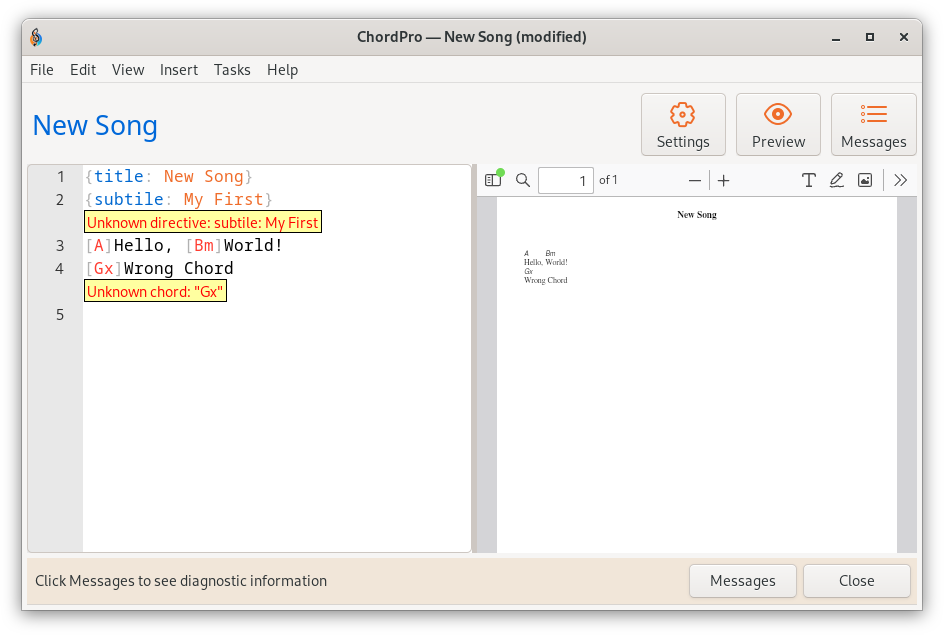 ChordPro — New Song (modified)
File Edit View Insert Tasks Help
New Song
Settings Preview Messages
1 {title: New Song}
2 {subtile: My First}
Unknown directive: subtile: My First
3 [A]Hello, [Bm]World!
4 [Gx]Wrong Chord
Unknown chord: "Gx"
5
1 of 1
New Song
A Bm
Hello, World!
Gx
Wrong Chord
Click Messages to see diagnostic information
Messages Close